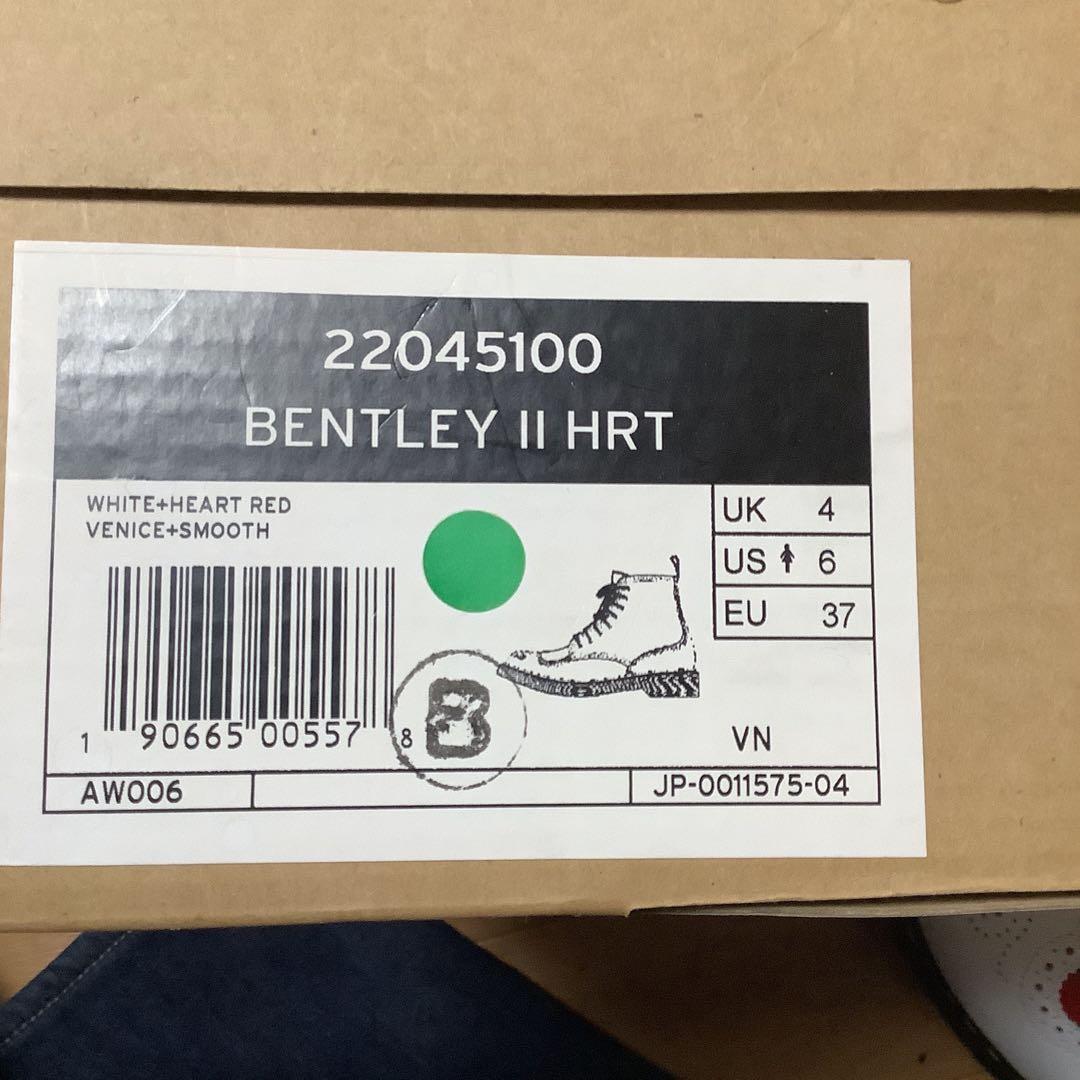 22045100
BENTLEY II HRT
WHITE+HEART RED
VENICE+SMOOTH
UK 4
US 6
EU 37
1 90665 00557 8
B
VN
AW006
JP-0011575-04